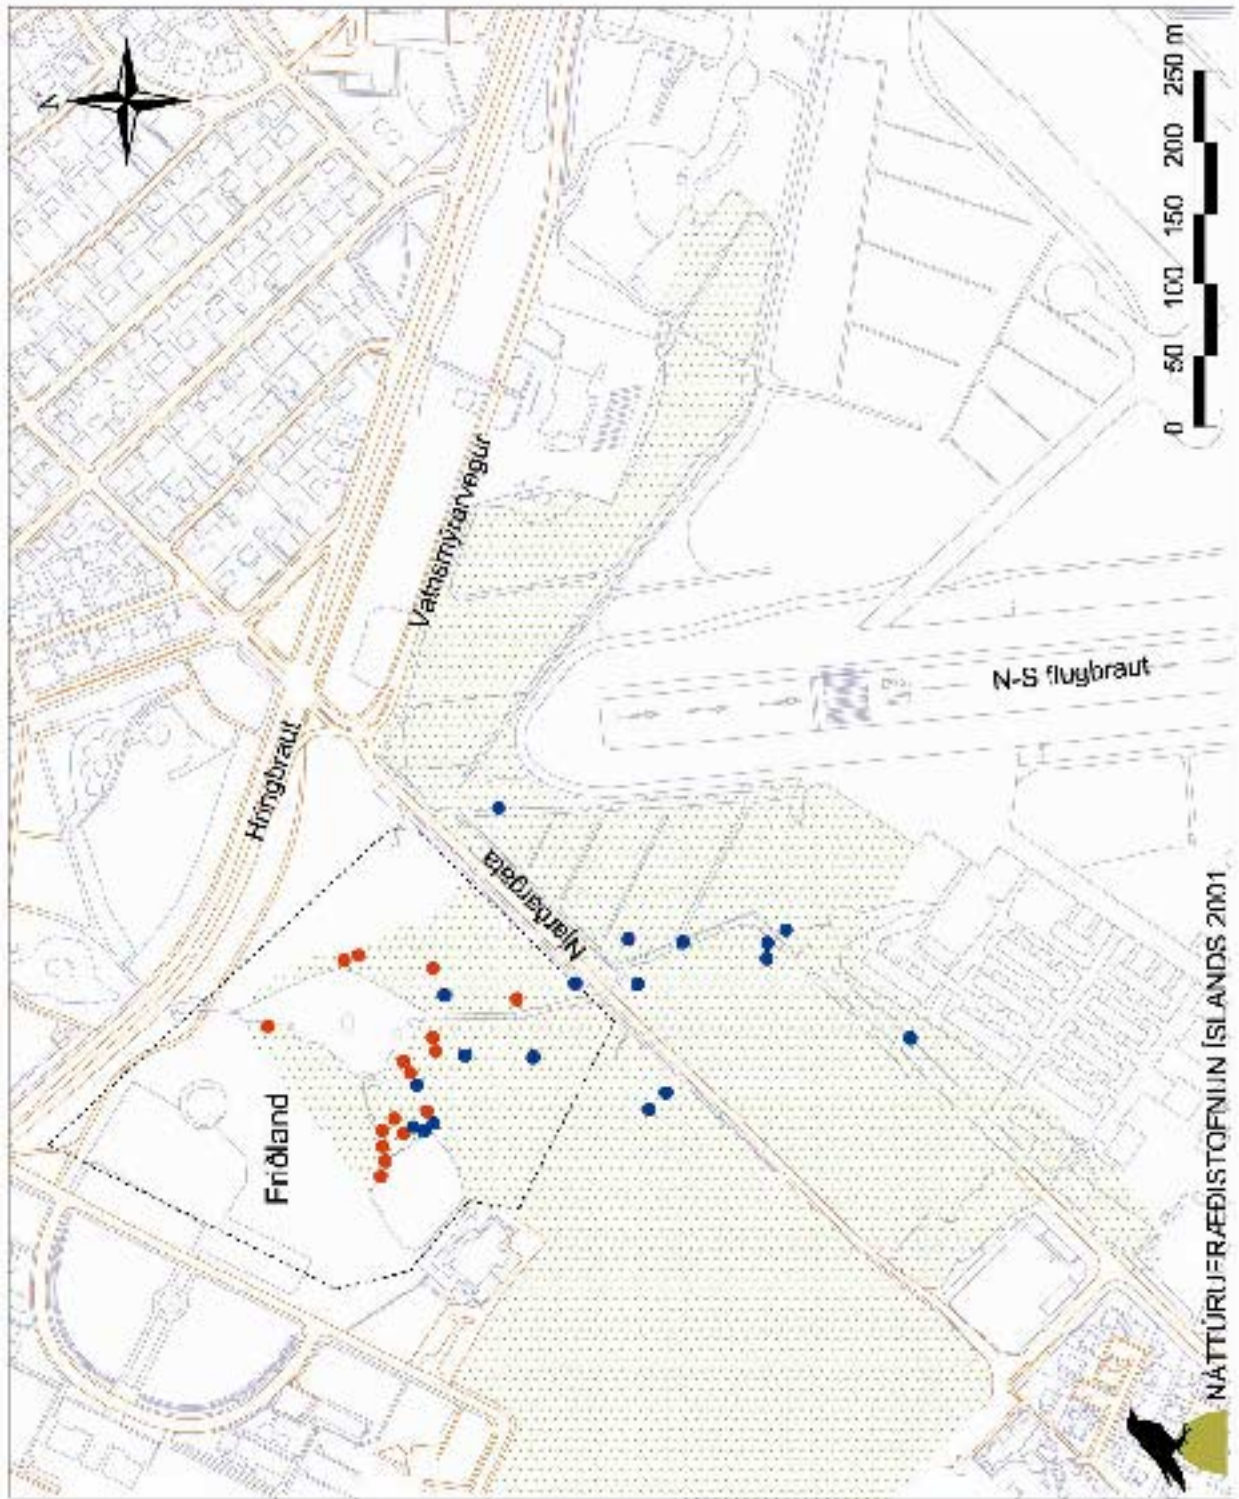 N
Hringbraut
Vatnsmýrarvegur
Njarðargata
Friðland
N-S flugbraut
0 50 100 150 200 250 m
NÁTTÚRUFRÆÐISTOFNUN ÍSLANDS 2001